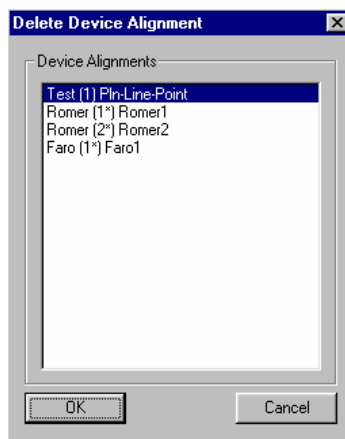 Delete Device Alignment
Device Alignments
Test (1) Pln-Line-Point
Romer (1*) Romer1
Romer (2*) Romer2
Faro (1*) Faro1
OK
Cancel